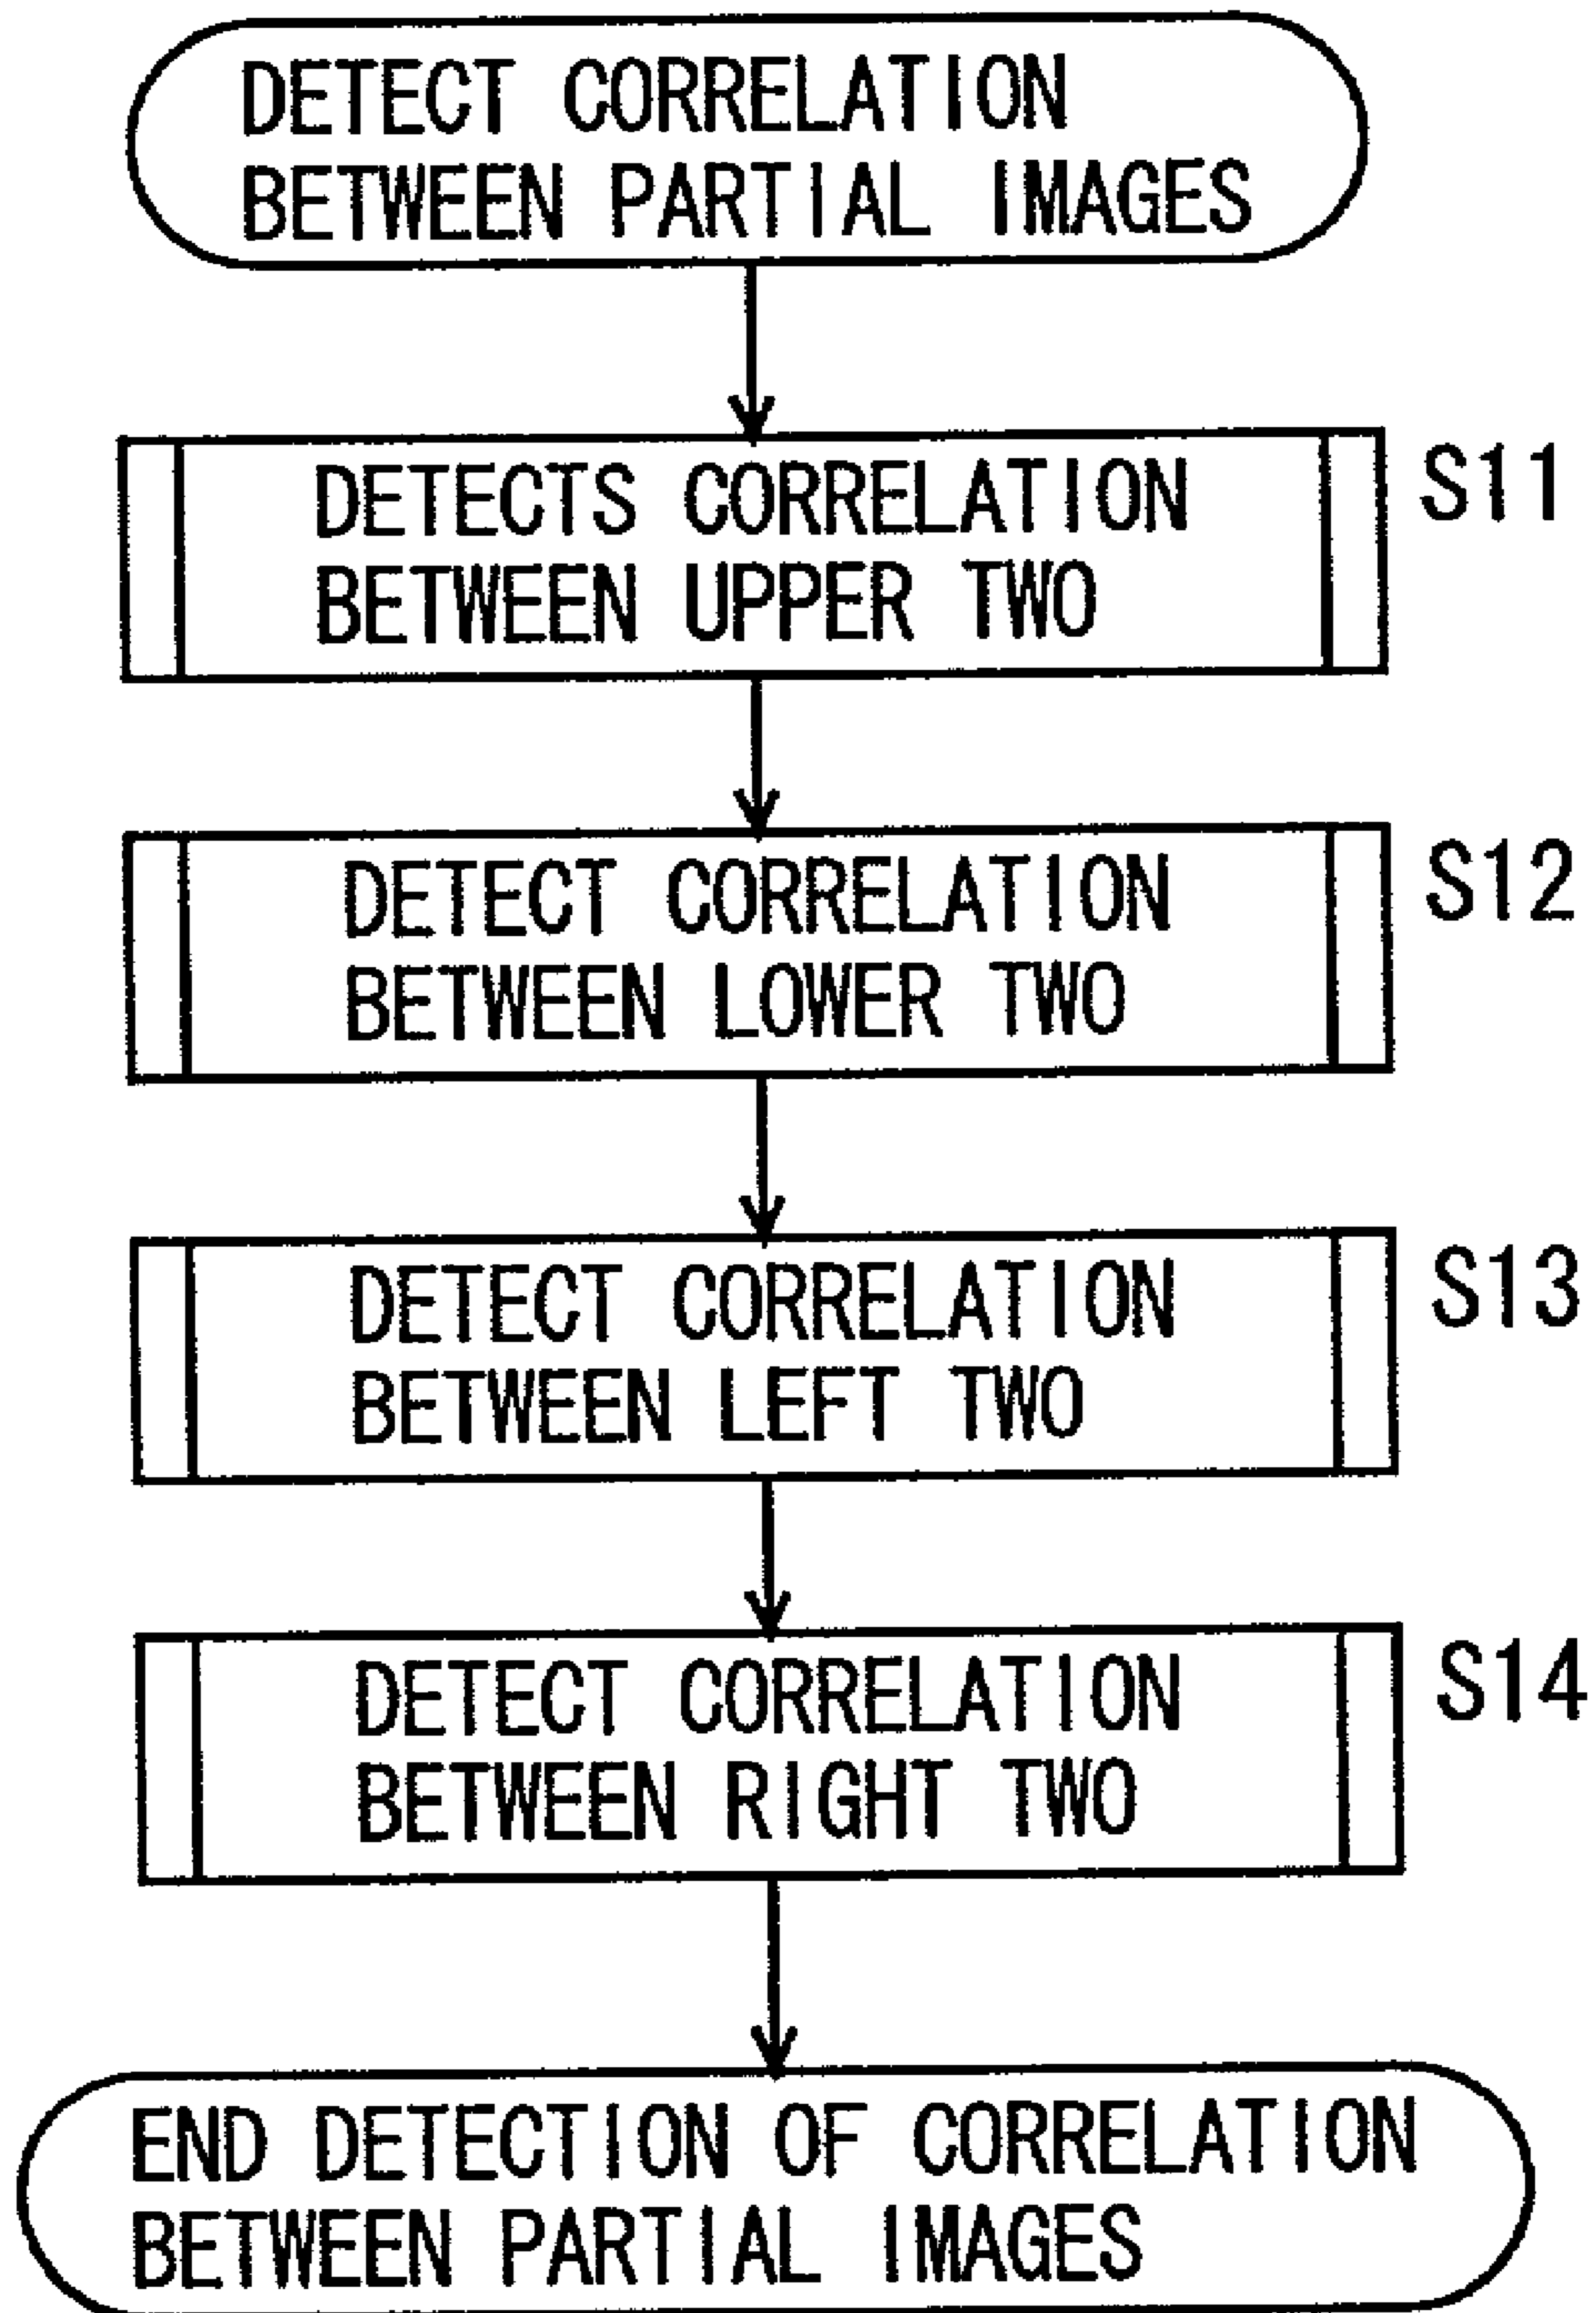 DETECT CORRELATION
BETWEEN PARTIAL IMAGES
DETECTS CORRELATION
BETWEEN UPPER TWO
S11
DETECT CORRELATION
BETWEEN LOWER TWO
S12
DETECT CORRELATION
BETWEEN LEFT TWO
S13
DETECT CORRELATION
BETWEEN RIGHT TWO
S14
END DETECTION OF CORRELATION
BETWEEN PARTIAL IMAGES